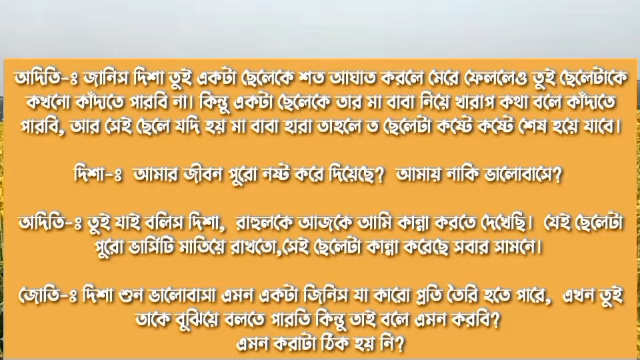 অদিতি-ঃ জানিস দিশা তুই একটা ছেলেকে শত আঘাত করলে মেরে ফেললেও তুই ছেলেটাকে
কখনো কাঁদাতে পারবি না। কিন্তু একটা ছেলেকে তার মা বাবা নিয়ে খারাপ কথা বলে কাঁদাতে
পারবি, আর সেই ছেলে যদি হয় মা বাবা হারা তাহলে ত ছেলেটা কষ্টে কষ্টে শেষ হয়ে যাবে।
দিশা-ঃ আমার জীবন পুরো নষ্ট করে দিয়েছে? আমায় নাকি ভালোবাসে?
অদিতি-ঃ তুই যাই বলিস দিশা, রাহুলকে আজকে আমি কান্না করতে দেখেছি। যেই ছেলেটা
পুরো ভার্সিটি মাতিয়ে রাখতো,সেই ছেলেটা কান্না করেছে সবার সামনে।
জোতি-ঃ দিশা শুন ভালোবাসা এমন একটা জিনিস যা কারো প্রতি তৈরি হতে পারে, এখন তুই
তাকে বুঝিয়ে বলতে পারতি কিন্তু তাই বলে এমন করবি?
এমন করাটা ঠিক হয় নি?